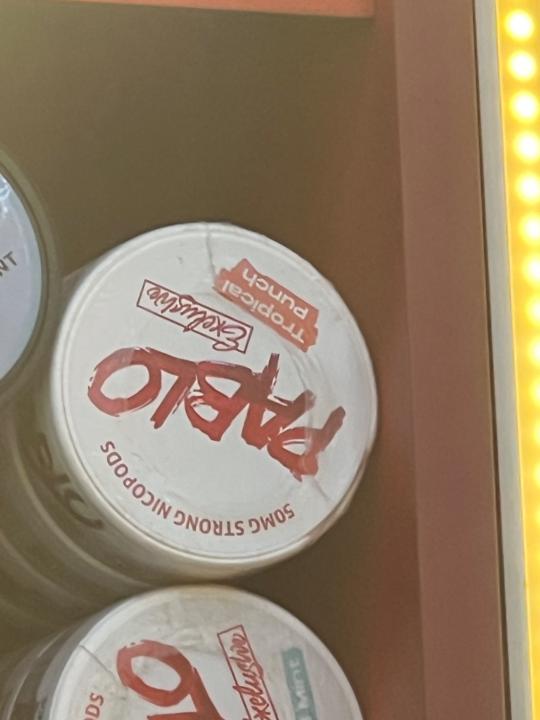 Tropical
Punch
Exclusive
PABLO
50MG STRONG NICOPODS
Exclusive
Mint